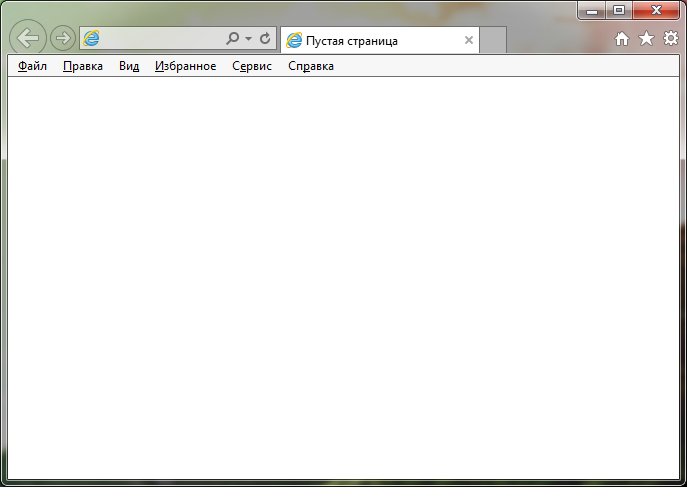 Пустая страница
Файл Правка Вид Избранное Сервис Справка